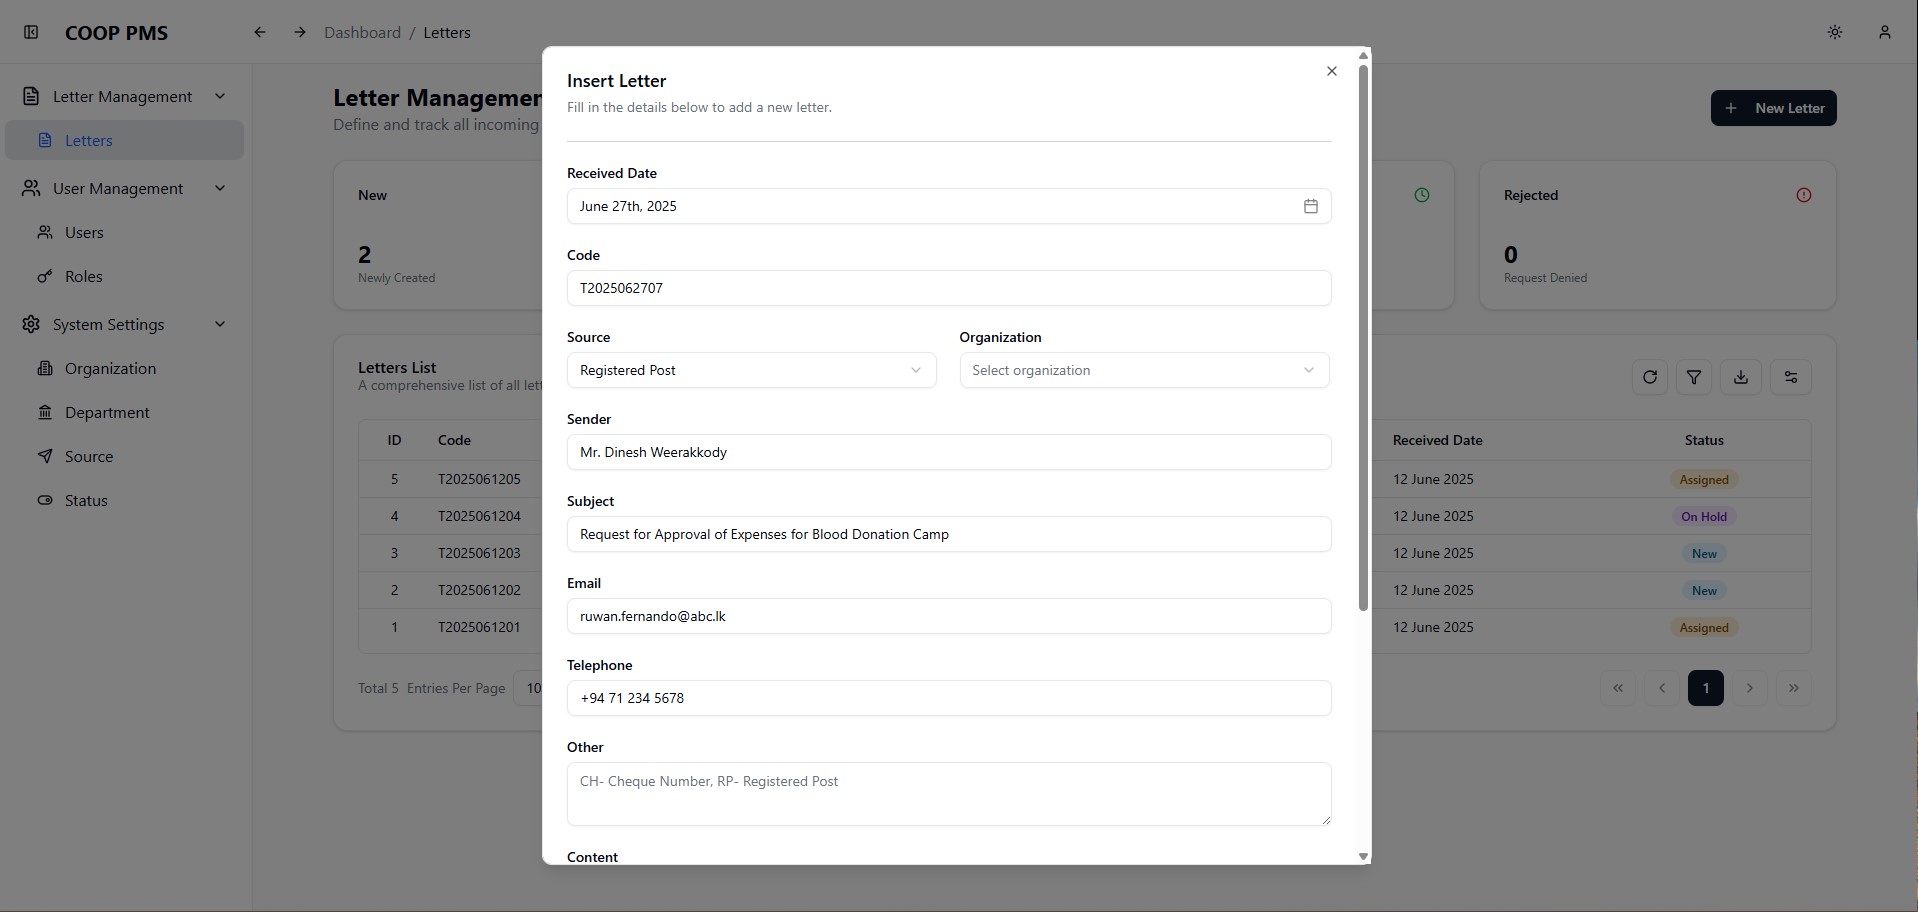 COOP PMS
Dashboard / Letters
Letter Management
Letters
User Management
Users
Roles
System Settings
Organization
Department
Source
Status
Define and track all incoming
New Letter
New
2
Newly Created
Rejected
0
Request Denied
Letters List
A comprehensive list of all
ID Code Received Date Status
5 T2025061205 12 June 2025 Assigned
4 T2025061204 12 June 2025 On Hold
3 T2025061203 12 June 2025 New
2 T2025061202 12 June 2025 New
1 T2025061201 12 June 2025 Assigned
Total 5 Entries Per Page 10
1
Insert Letter
Fill in the details below to add a new letter.
Received Date
June 27th, 2025
Code
T2025062707
Source Organization
Registered Post Select organization
Sender
Mr. Dinesh Weerakkody
Subject
Request for Approval of Expenses for Blood Donation Camp
Email
ruwan.fernando@abc.lk
Telephone
+94 71 234 5678
Other
CH- Cheque Number, RP- Registered Post
Content